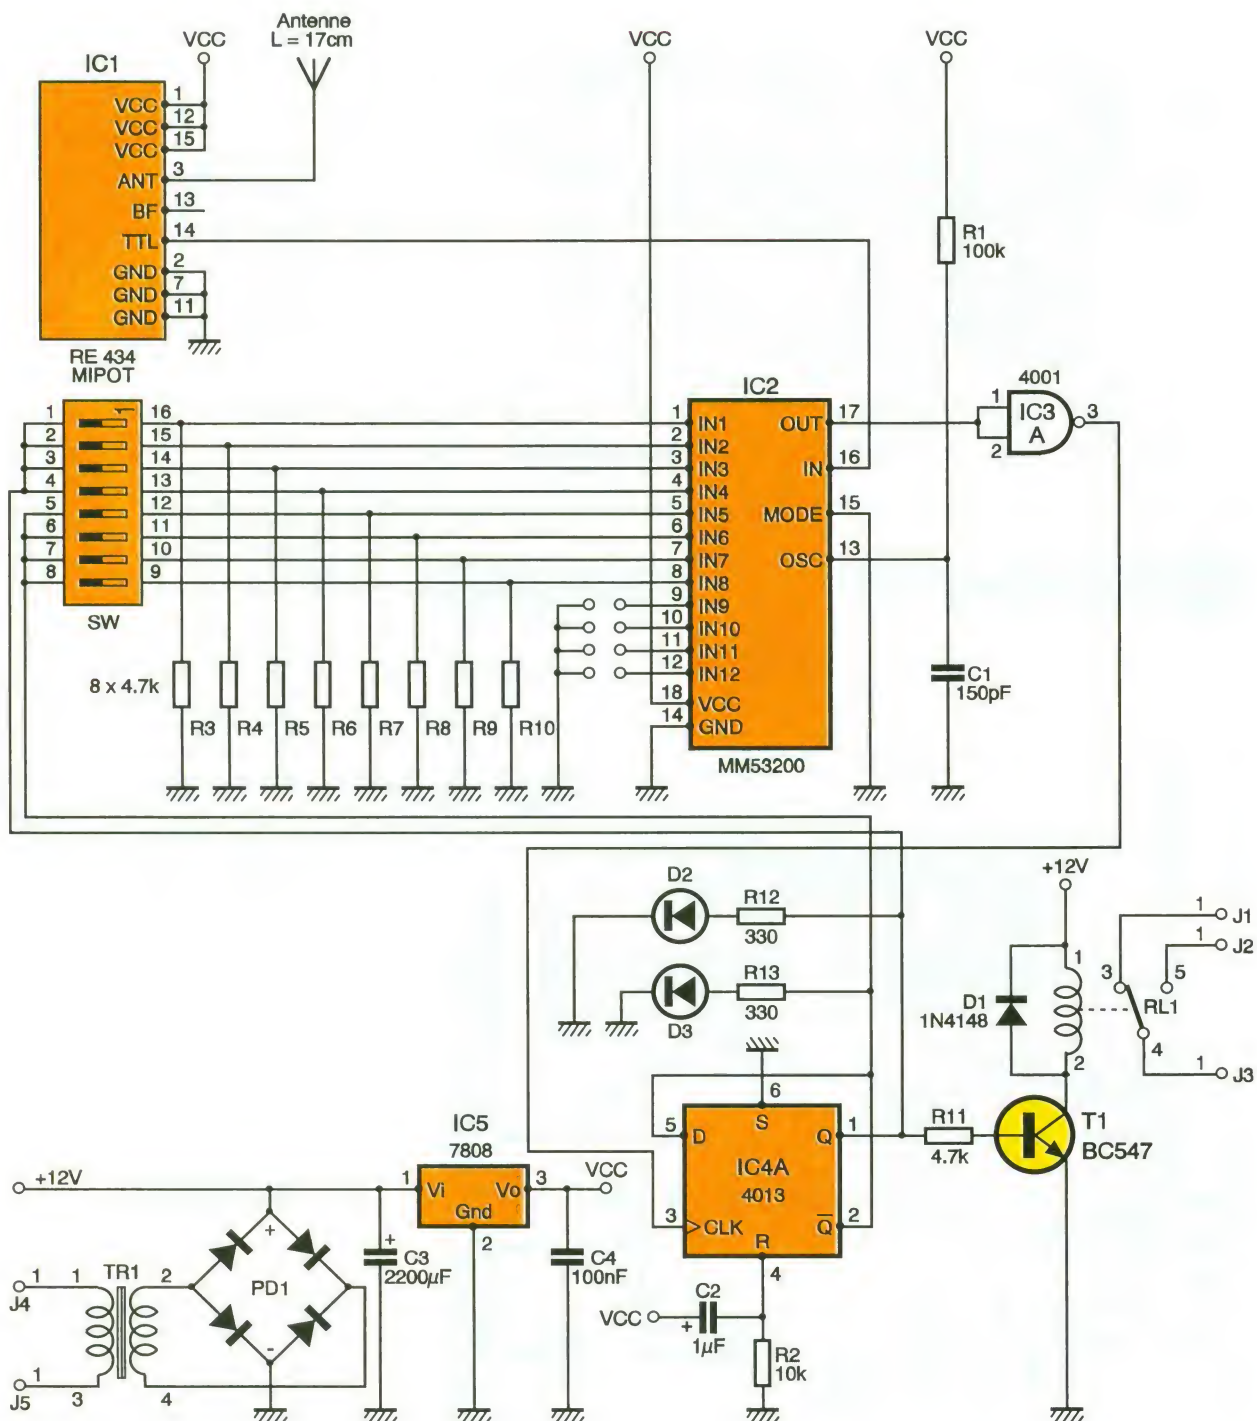 Antenne
L = 17cm
VCC
VCC
VCC
IC1
VCC 1
VCC 12
VCC 15
ANT 3
BF 13
TTL 14
GND 2
GND 7
GND 11
RE 434
MIPOT
R1
100k
IC2
4001
1 16
2 15
3 14
4 13
5 12
6 11
7 10
8 9
SW
1 IN1 OUT 17
2 IN2
3 IN3 IN 16
4 IN4
5 IN5 MODE 15
6 IN6
7 IN7 OSC 13
8 IN8
9 IN9
10 IN10
11 IN11
12 IN12
18 VCC
14 GND
MM53200
1
2
IC3
A
3
8 x 4.7k
R3 R4 R5 R6 R7 R8 R9 R10
C1
150pF
D2
R12
330
R13
330
D3
+12V
1
D1
1N4148
2
3
5
RL1
4
1 J1
1 J2
1 J3
6
S
5 D Q 1
IC4A
4013
3 CLK Q 2
R
4
R11
4.7k
T1
BC547
IC5
7808
+12V
1 Vi Vo 3
Gnd
2
VCC
+
C3
2200µF
C4
100nF
VCC
+
C2
1µF
R2
10k
J4 1 1 TR1 2
+
PD1
-
J5 1 3 4